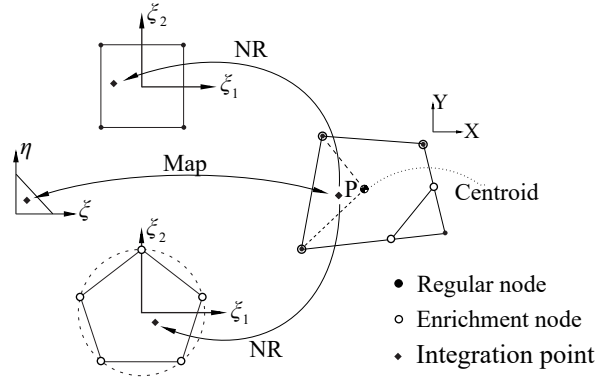 ξ₂
NR
ξ₁
Y
X
η
Map
P
Centroid
ξ
ξ₂
ξ₁
NR
Regular node
Enrichment node
Integration point